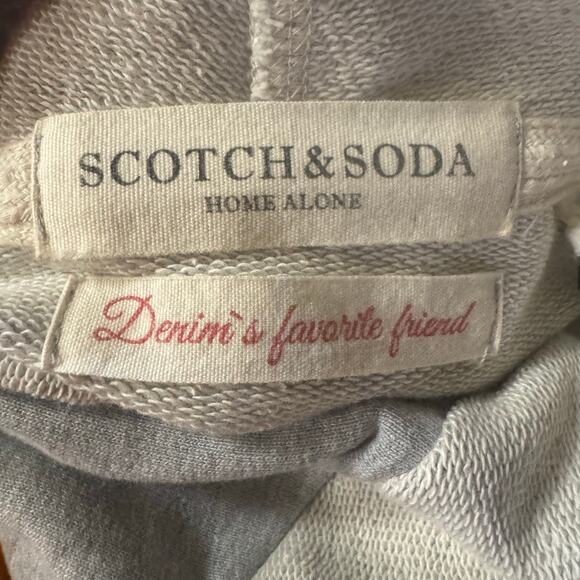 SCOTCH & SODA
HOME ALONE
Denim`s favorite friend